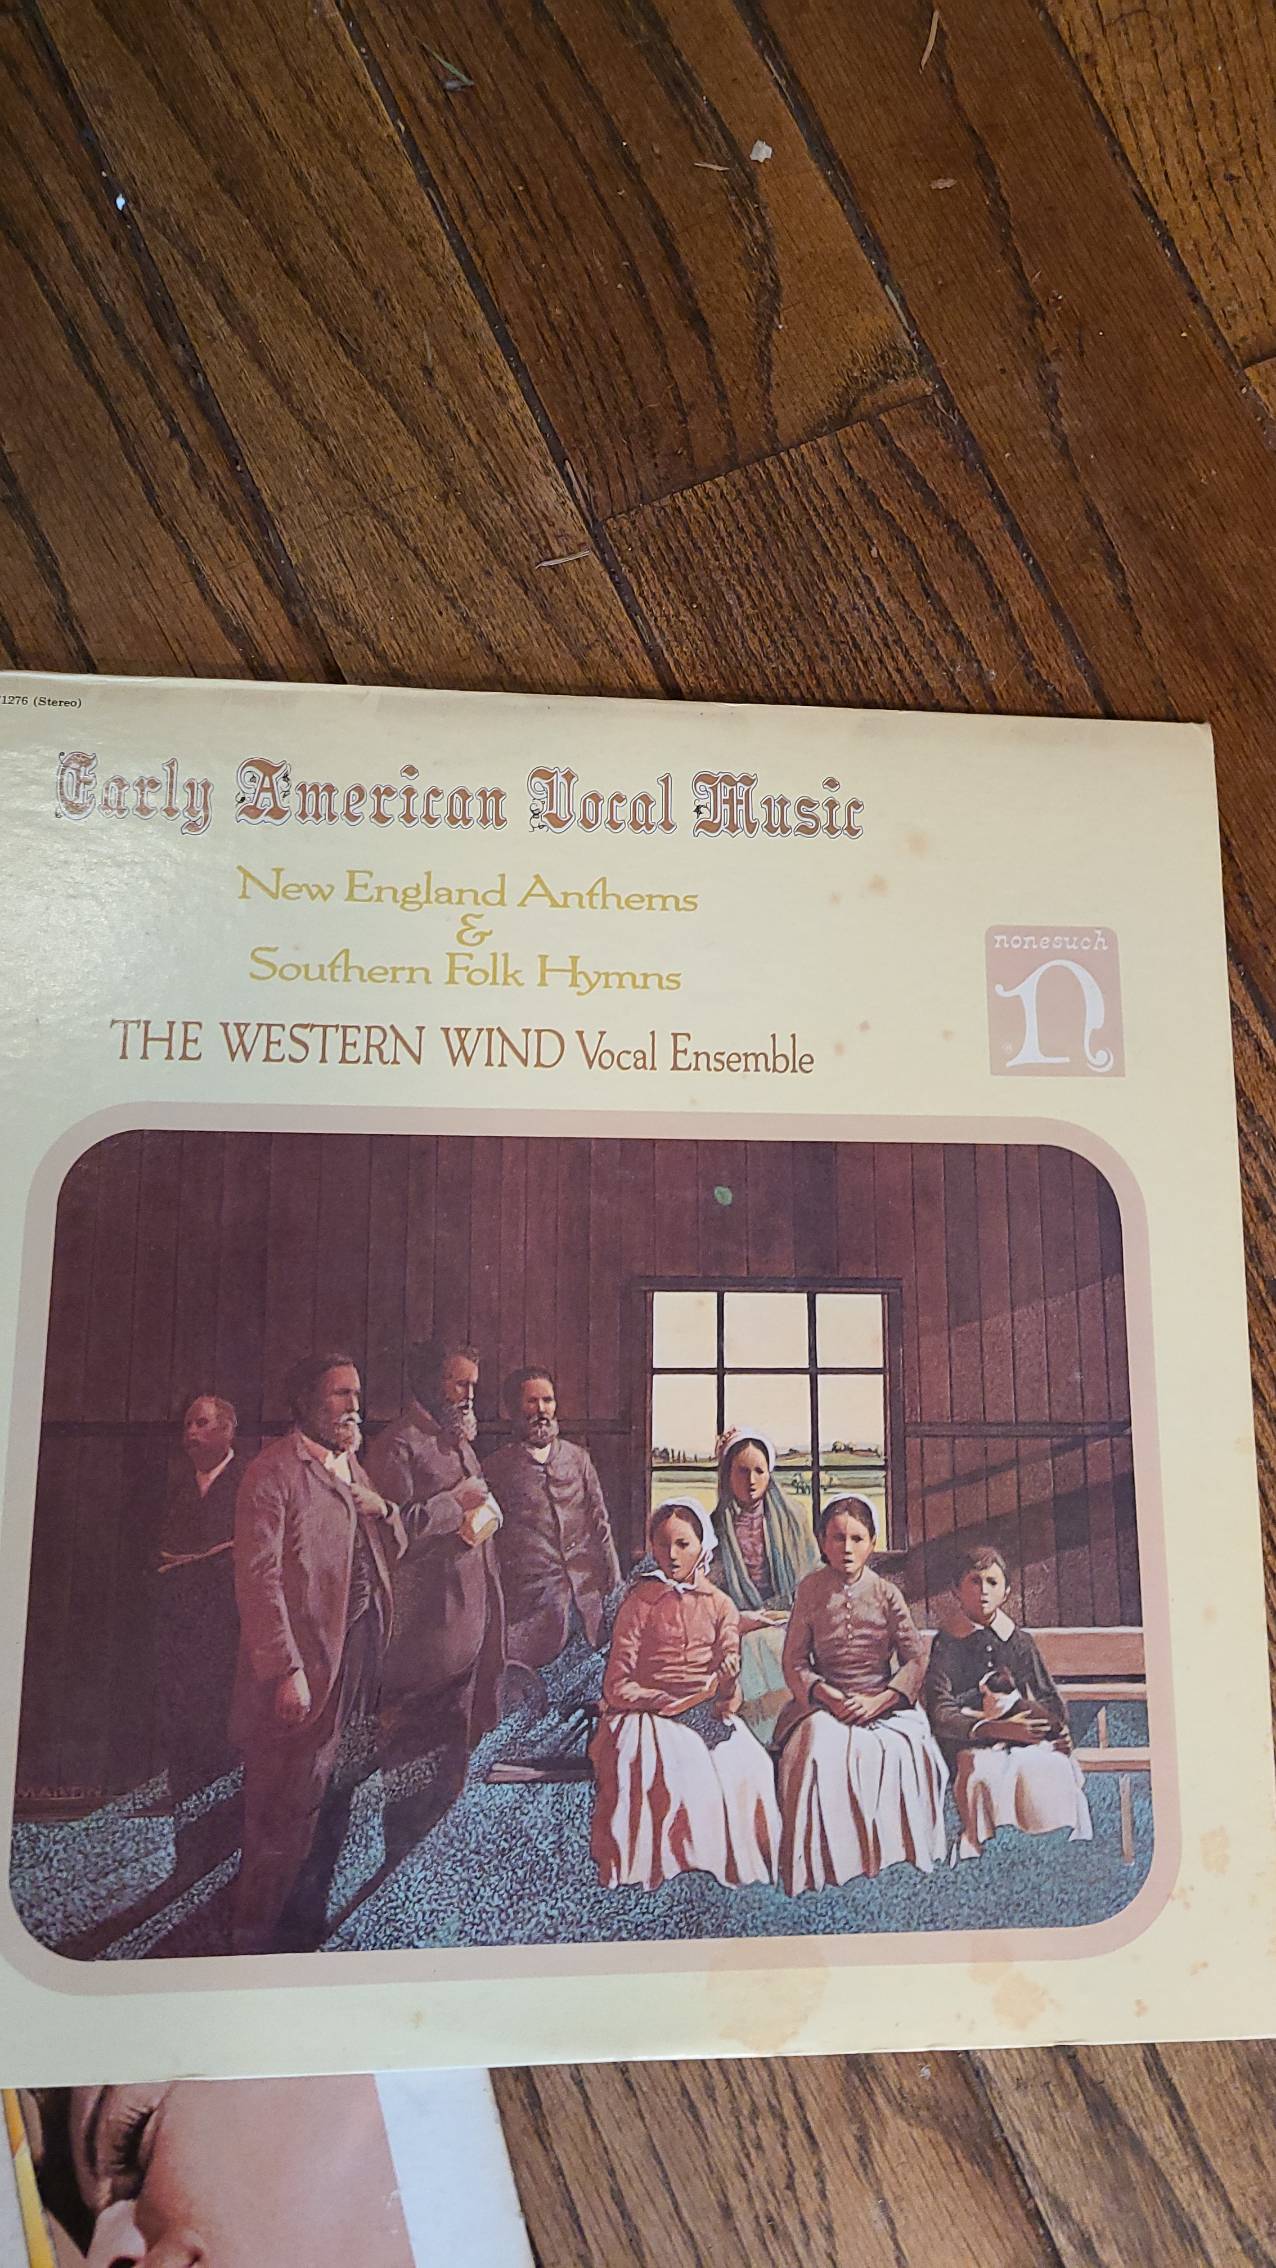 1276 (Stereo)
Early American Vocal Music
New England Anthems
&
Southern Folk Hymns
THE WESTERN WIND Vocal Ensemble
nonesuch
n
®